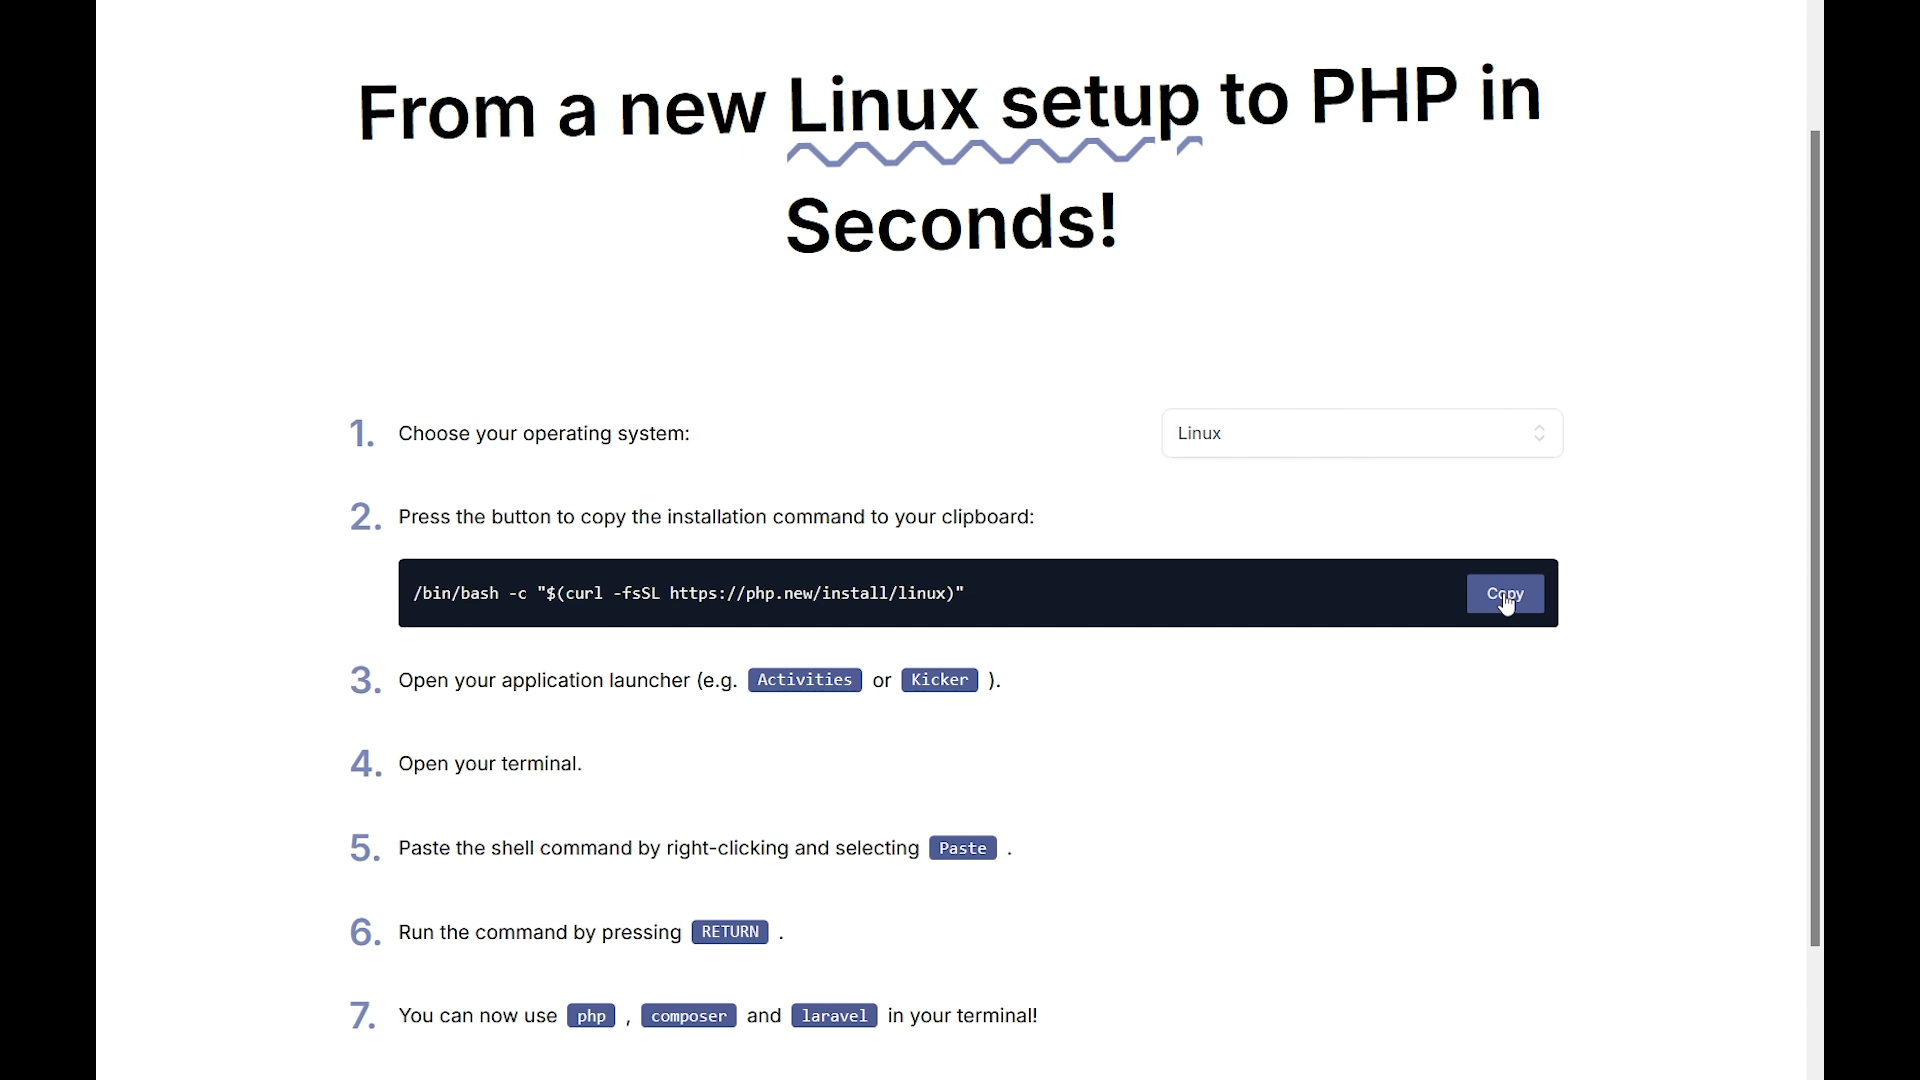 From a new Linux setup to PHP in
Seconds!
1. Choose your operating system:
Linux
2. Press the button to copy the installation command to your clipboard:
/bin/bash -c "$(curl -fsSL https://php.new/install/linux)"
Copy
3. Open your application launcher (e.g. Activities or Kicker ).
4. Open your terminal.
5. Paste the shell command by right-clicking and selecting Paste .
6. Run the command by pressing RETURN .
7. You can now use php , composer and laravel in your terminal!